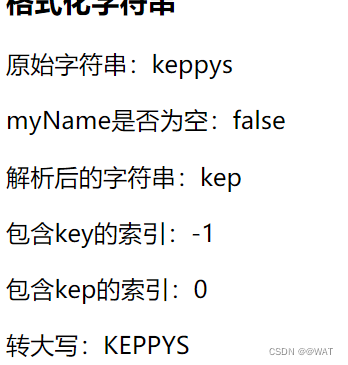 格式化字符串
原始字符串：keppys
myName是否为空：false
解析后的字符串：kep
包含key的索引：-1
包含kep的索引：0
转大写：KEPPYS
CSDN @@WAT